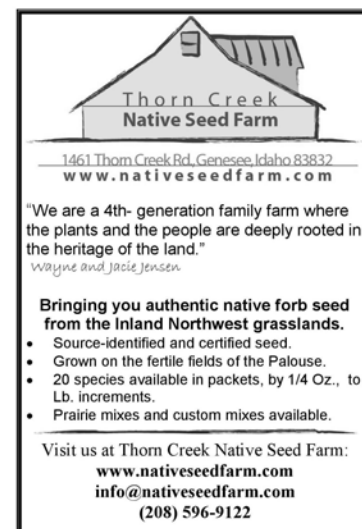 Thorn Creek
Native Seed Farm
1461 Thorn Creek Rd., Genesee, Idaho 83832
www.nativeseedfarm.com
"We are a 4th- generation family farm where
the plants and the people are deeply rooted in
the heritage of the land."
Wayne and Jacie Jensen
Bringing you authentic native forb seed
from the Inland Northwest grasslands.
• Source-identified and certified seed.
• Grown on the fertile fields of the Palouse.
• 20 species available in packets, by 1/4 Oz., to
Lb. increments.
• Prairie mixes and custom mixes available.
Visit us at Thorn Creek Native Seed Farm:
www.nativeseedfarm.com
info@nativeseedfarm.com
(208) 596-9122